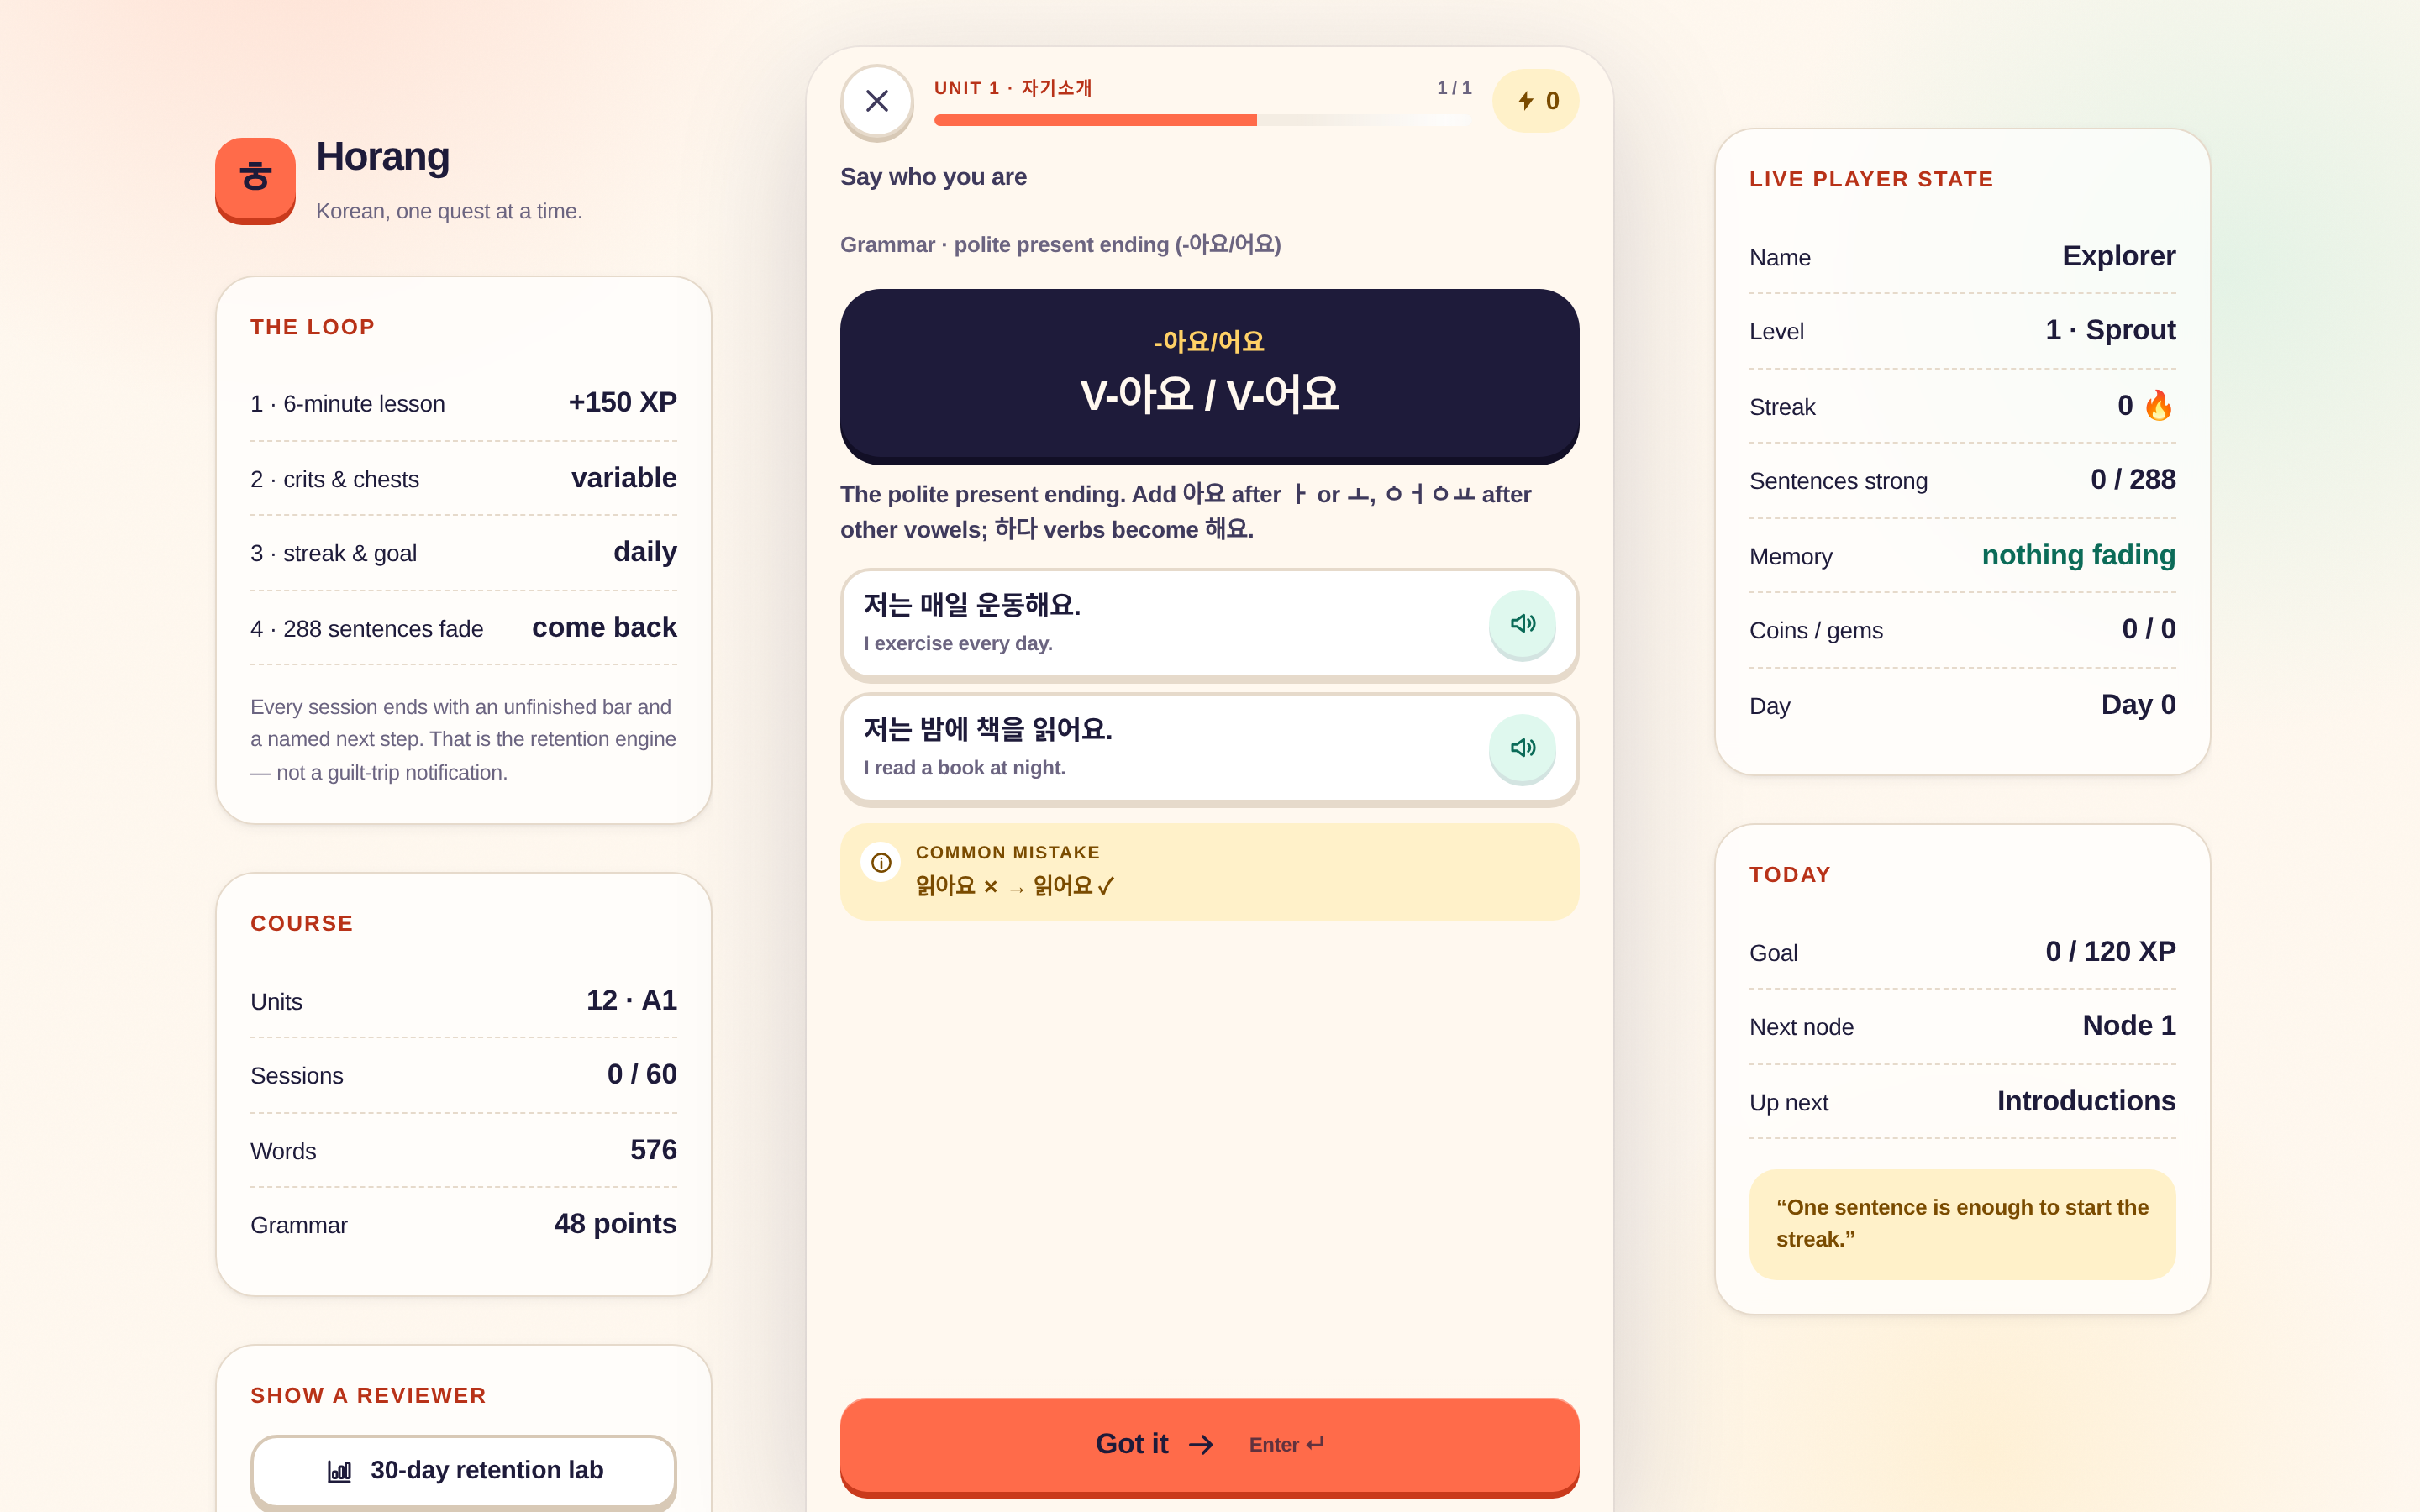 ㅎ
Horang
Korean, one quest at a time.
THE LOOP
1 · 6-minute lesson +150 XP
2 · crits & chests variable
3 · streak & goal daily
4 · 288 sentences fade come back
Every session ends with an unfinished bar and
a named next step. That is the retention engine
— not a guilt-trip notification.
COURSE
Units 12 · A1
Sessions 0 / 60
Words 576
Grammar 48 points
SHOW A REVIEWER
30-day retention lab
UNIT 1 · 자기소개 1 / 1
0
Say who you are
Grammar · polite present ending (-아요/어요)
-아요/어요
V-아요 / V-어요
The polite present ending. Add 아요 after ㅏ or ㅗ, ㅇㅓㅇㅛ after
other vowels; 하다 verbs become 해요.
저는 매일 운동해요.
I exercise every day.
저는 밤에 책을 읽어요.
I read a book at night.
COMMON MISTAKE
읽아요 × → 읽어요 ✓
Got it → Enter ↵
LIVE PLAYER STATE
Name Explorer
Level 1 · Sprout
Streak 0 🔥
Sentences strong 0 / 288
Memory nothing fading
Coins / gems 0 / 0
Day Day 0
TODAY
Goal 0 / 120 XP
Next node Node 1
Up next Introductions
“One sentence is enough to start the
streak.”